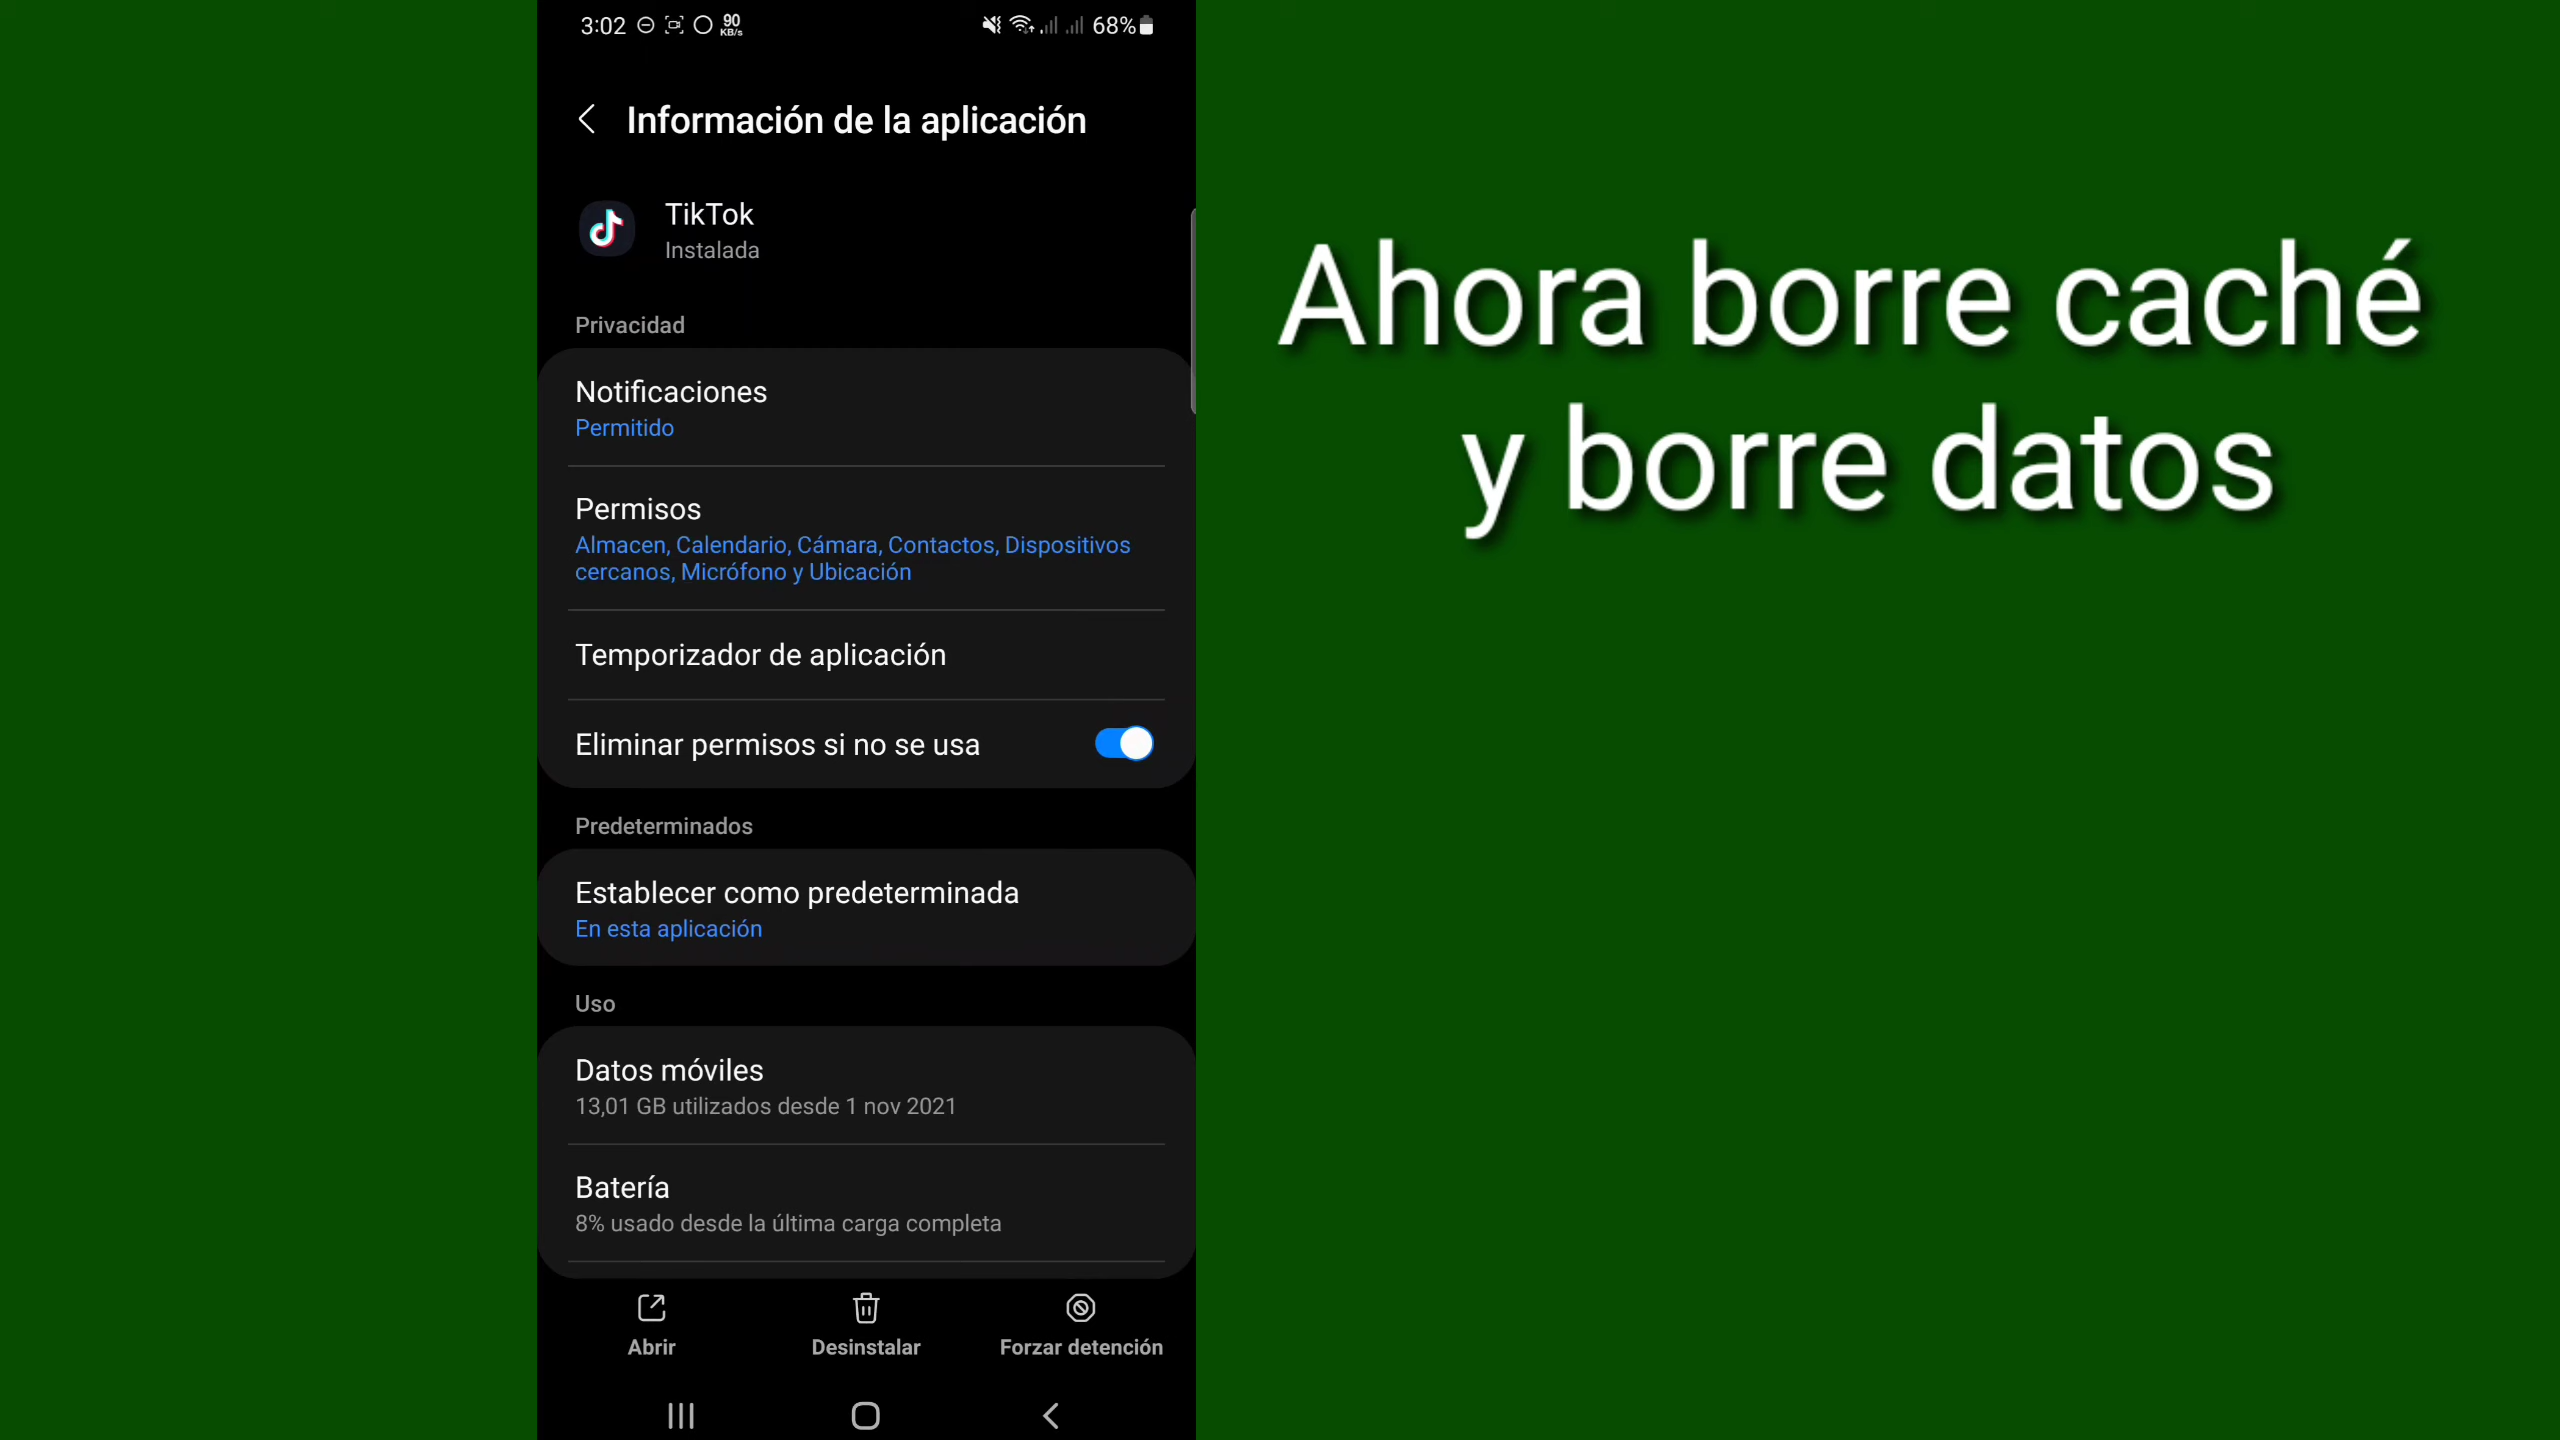 3:02 90 KB/s 68%
Información de la aplicación
TikTok
Instalada
Privacidad
Notificaciones
Permitido
Permisos
Almacen, Calendario, Cámara, Contactos, Dispositivos
cercanos, Micrófono y Ubicación
Temporizador de aplicación
Eliminar permisos si no se usa
Predeterminados
Establecer como predeterminada
En esta aplicación
Uso
Datos móviles
13,01 GB utilizados desde 1 nov 2021
Batería
8% usado desde la última carga completa
Abrir Desinstalar Forzar detención
Ahora borre caché
y borre datos